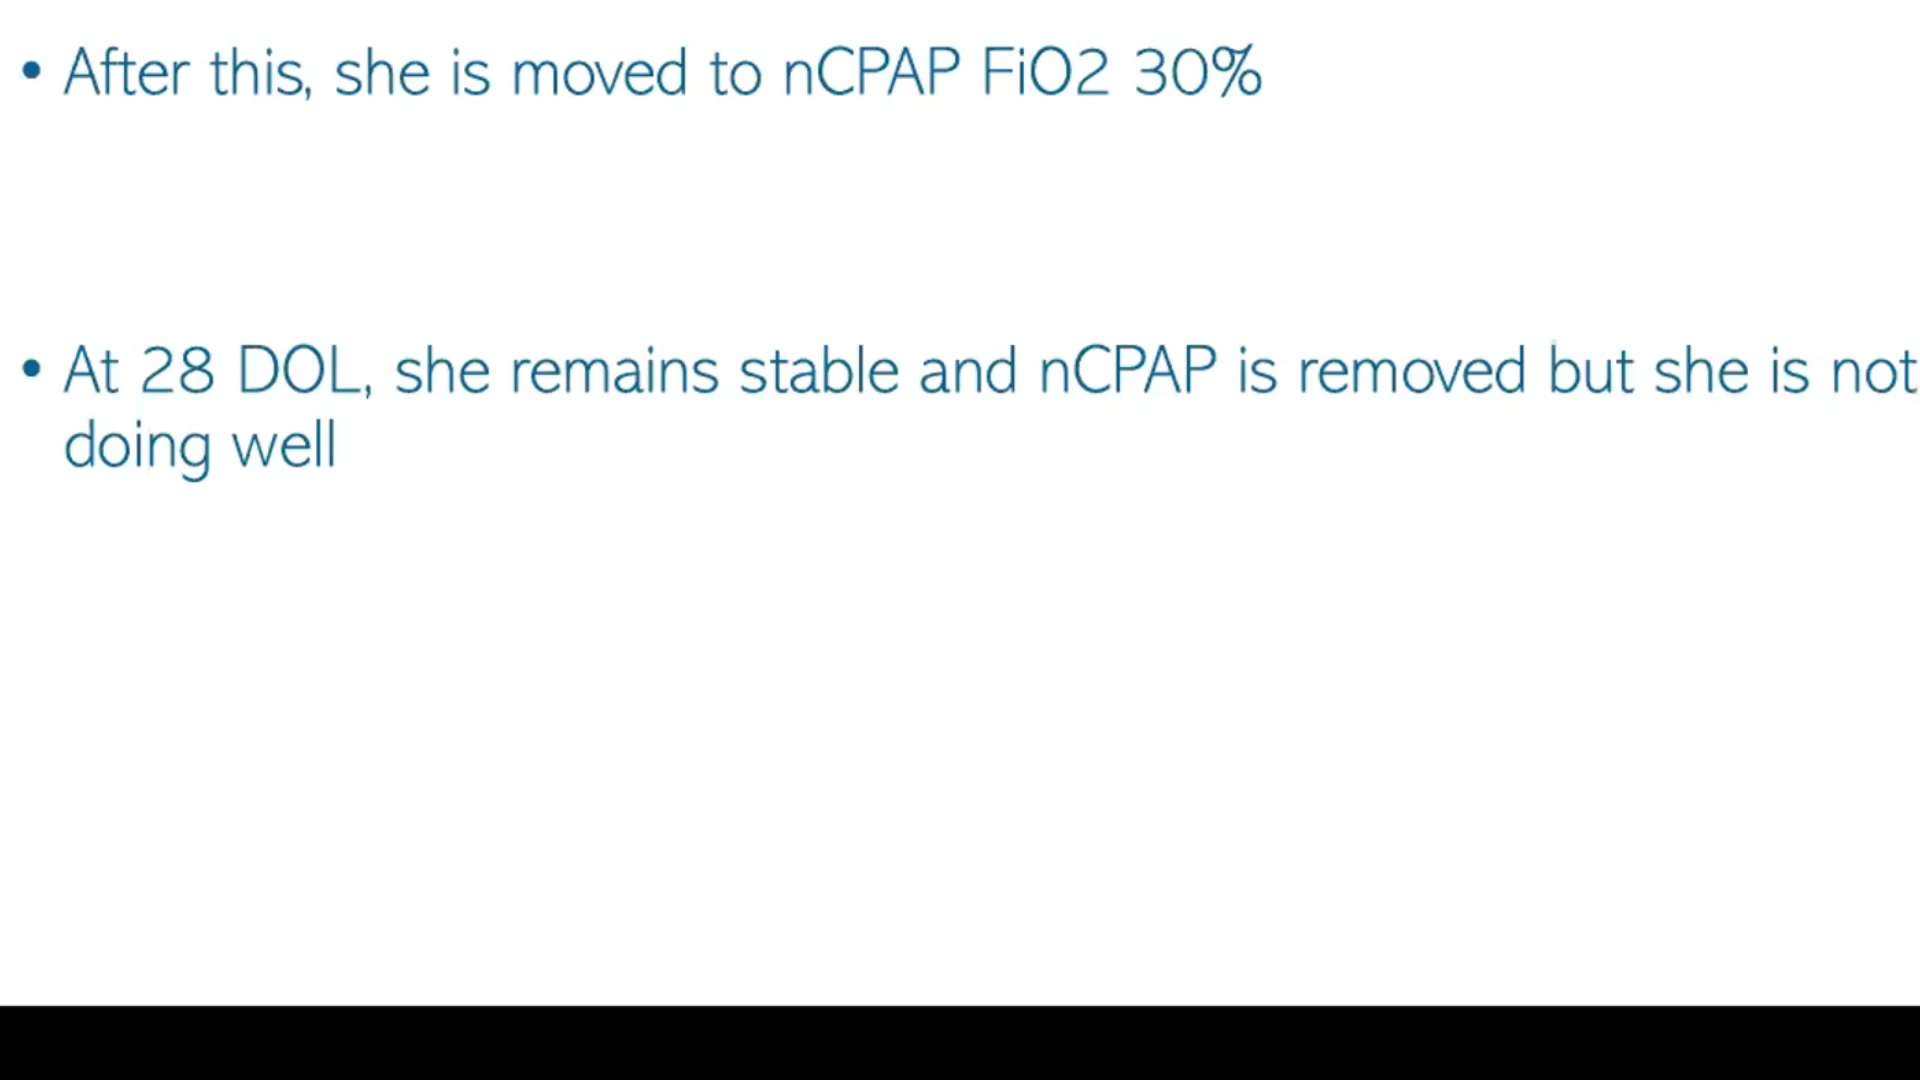 • After this, she is moved to nCPAP FiO2 30%
• At 28 DOL, she remains stable and nCPAP is removed but she is not
doing well